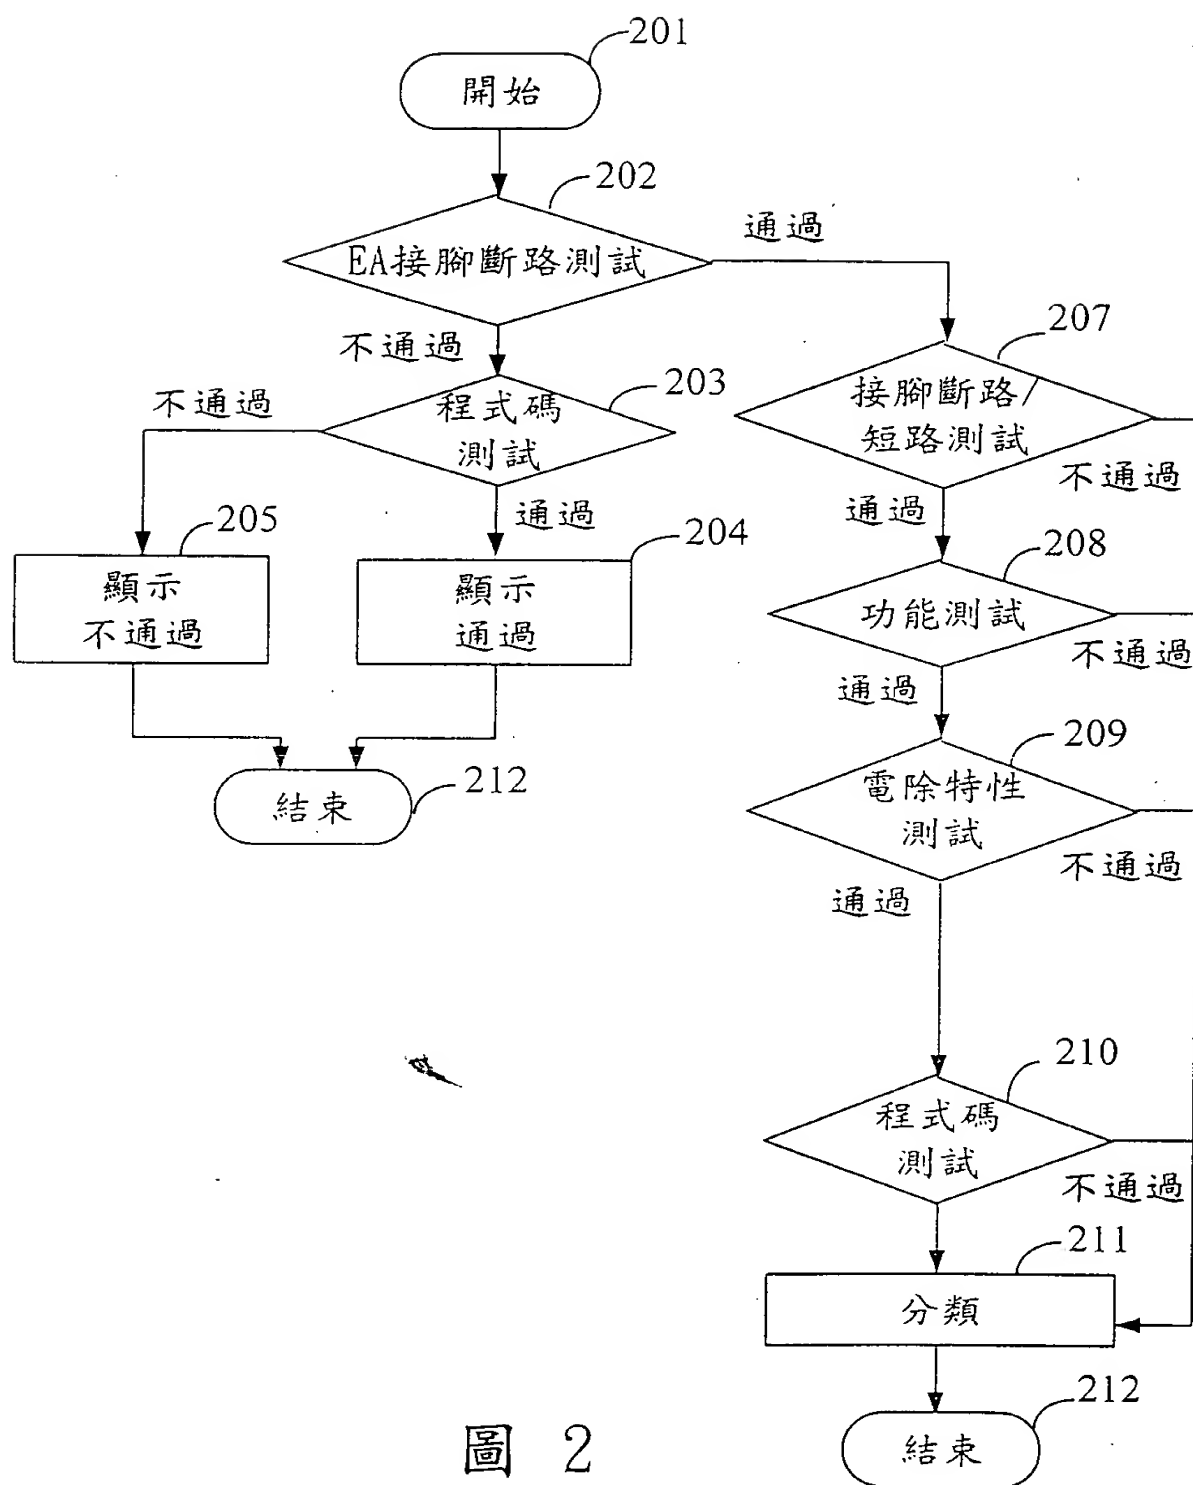 201
開始
202
通過
EA接腳斷路測試
207
不通過
203
接腳斷路/
短路測試
不通過
程式碼
測試
不通過
通過
通過
205
204
208
顯示
不通過
顯示
通過
功能測試
不通過
通過
209
212
結束
電除特性
測試
不通過
通過
210
程式碼
測試
不通過
211
分類
212
結束
圖 2